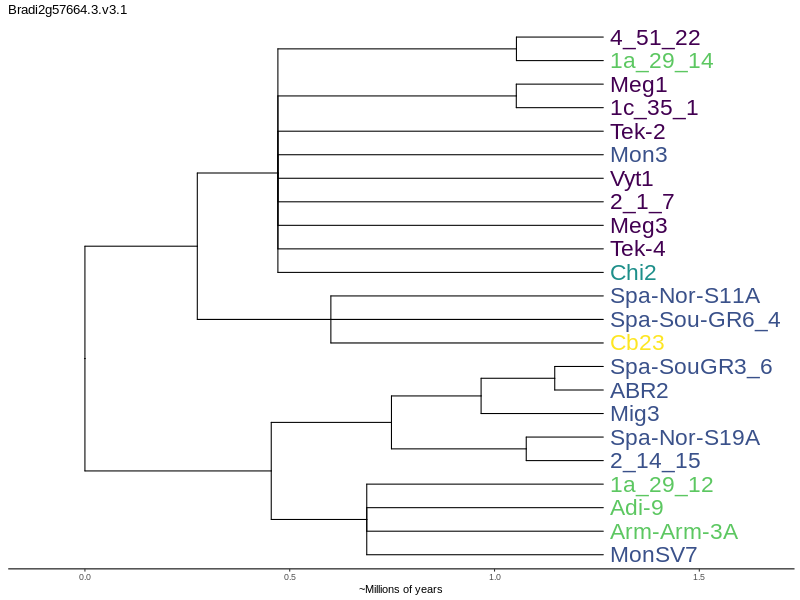 Bradi2g57664.3.v3.1
4_51_22
1a_29_14
Meg1
1c_35_1
Tek-2
Mon3
Vyt1
2_1_7
Meg3
Tek-4
Chi2
Spa-Nor-S11A
Spa-Sou-GR6_4
Cb23
Spa-SouGR3_6
ABR2
Mig3
Spa-Nor-S19A
2_14_15
1a_29_12
Adi-9
Arm-Arm-3A
MonSV7
0.0 0.5 1.0 1.5
~Millions of years